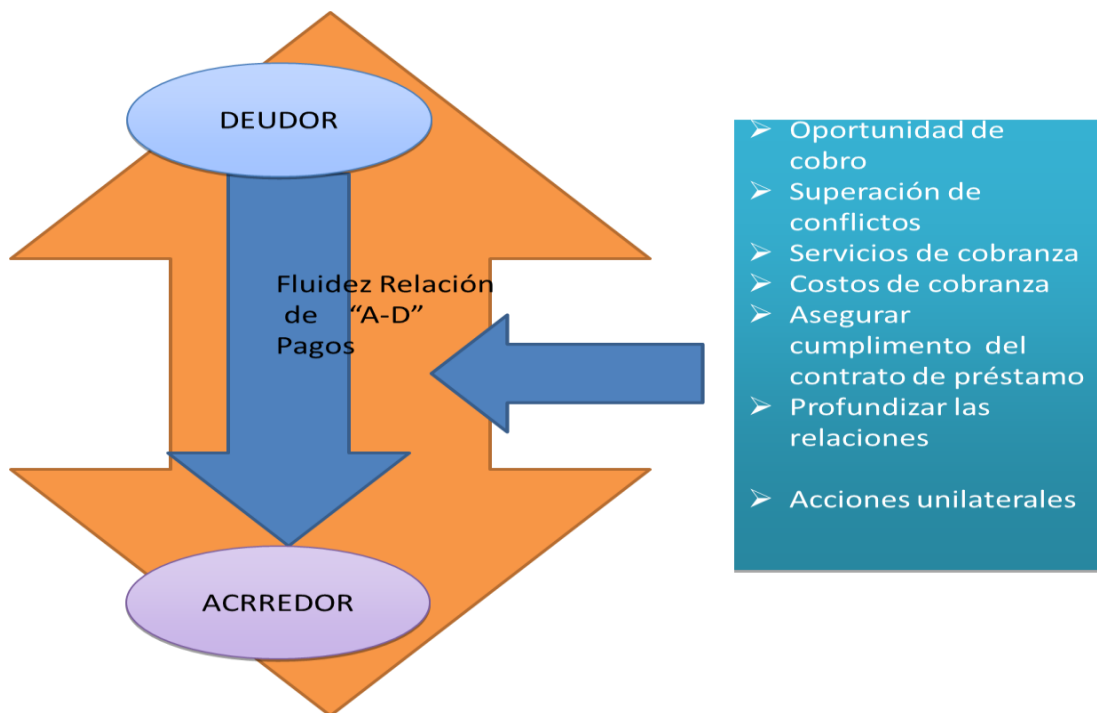 DEUDOR
Fluidez Relación
de “A-D”
Pagos
ACRREDOR
➢ Oportunidad de
cobro
➢ Superación de
conflictos
➢ Servicios de cobranza
➢ Costos de cobranza
➢ Asegurar
cumplimento del
contrato de préstamo
➢ Profundizar las
relaciones
➢ Acciones unilaterales